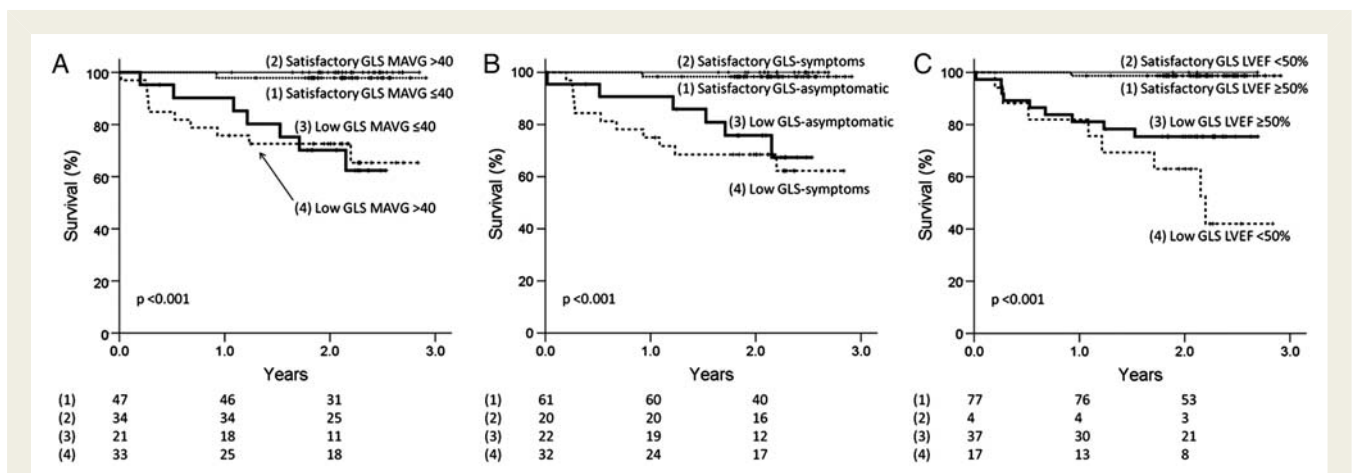 A
(2) Satisfactory GLS MAVG >40
(1) Satisfactory GLS MAVG ≤40
(3) Low GLS MAVG ≤40
(4) Low GLS MAVG >40
p <0.001
Survival (%)
100
80
60
40
20
0
0.0 1.0 2.0 3.0
Years
(1) 47 46 31
(2) 34 34 25
(3) 21 18 11
(4) 33 25 18
B
(2) Satisfactory GLS-symptoms
(1) Satisfactory GLS-asymptomatic
(3) Low GLS-asymptomatic
(4) Low GLS-symptoms
p <0.001
Survival (%)
100
80
60
40
20
0
0.0 1.0 2.0 3.0
Years
(1) 61 60 40
(2) 20 20 16
(3) 22 19 12
(4) 32 24 17
C
(2) Satisfactory GLS LVEF <50%
(1) Satisfactory GLS LVEF ≥50%
(3) Low GLS LVEF ≥50%
(4) Low GLS LVEF <50%
p <0.001
Survival (%)
100
80
60
40
20
0
0.0 1.0 2.0 3.0
Years
(1) 77 76 53
(2) 4 4 3
(3) 37 30 21
(4) 17 13 8